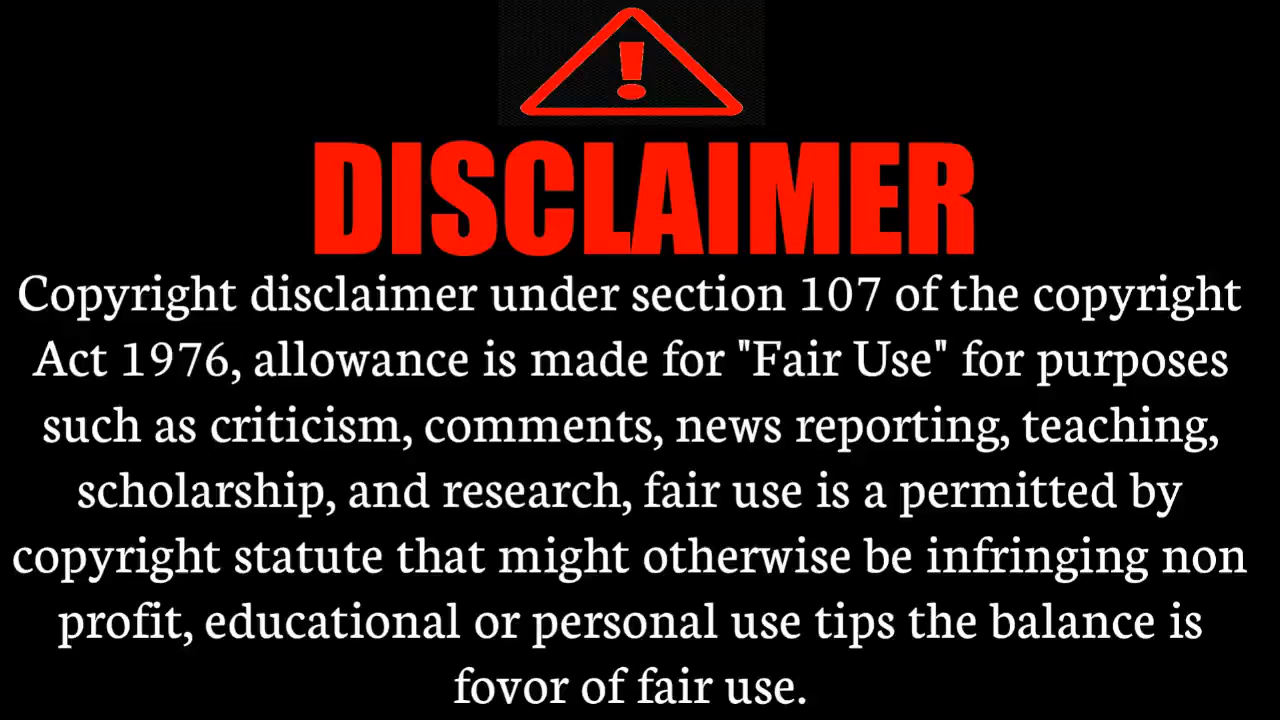 DISCLAIMER
Copyright disclaimer under section 107 of the copyright
Act 1976, allowance is made for "Fair Use" for purposes
such as criticism, comments, news reporting, teaching,
scholarship, and research, fair use is a permitted by
copyright statute that might otherwise be infringing non
profit, educational or personal use tips the balance is
fovor of fair use.